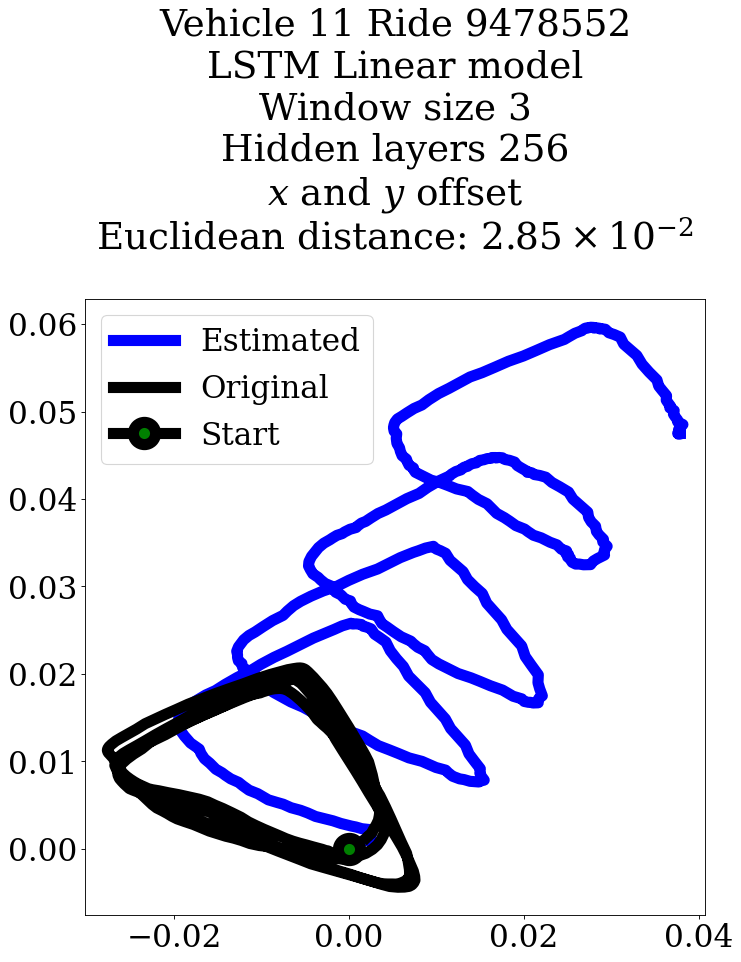 Vehicle 11 Ride 9478552
LSTM Linear model
Window size 3
Hidden layers 256
x and y offset
Euclidean distance: 2.85 × 10⁻²
Estimated
Original
Start
0.06
0.05
0.04
0.03
0.02
0.01
0.00
−0.02 0.00 0.02 0.04